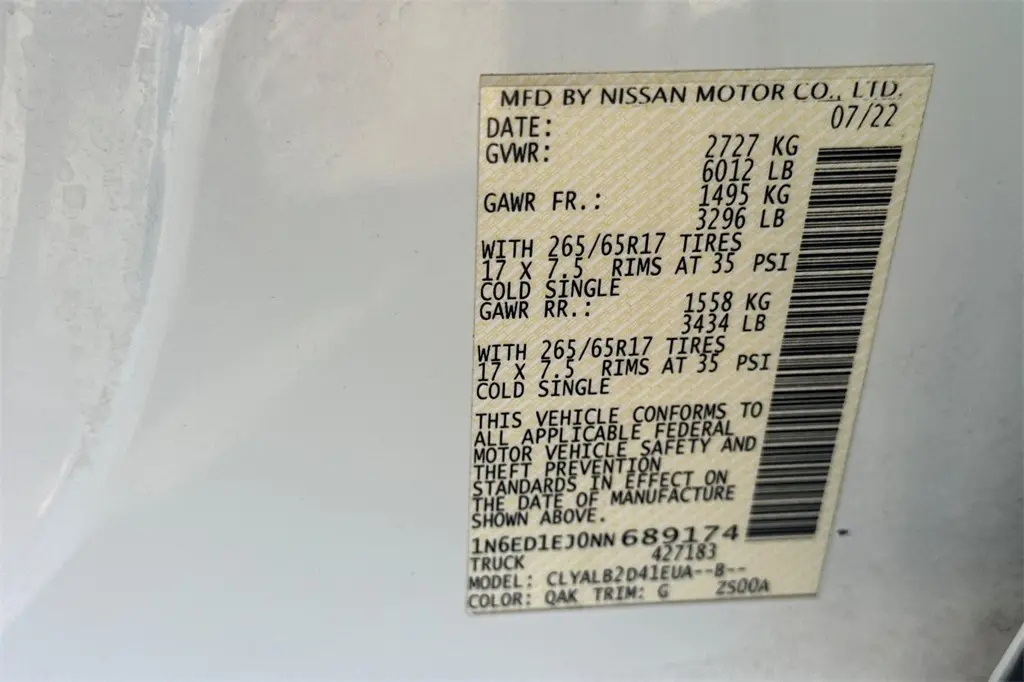 MFD BY NISSAN MOTOR CO., LTD.
DATE: 07/22
GVWR: 2727 KG
6012 LB
GAWR FR.: 1495 KG
3296 LB
WITH 265/65R17 TIRES
17 X 7.5 RIMS AT 35 PSI
COLD SINGLE
GAWR RR.: 1558 KG
3434 LB
WITH 265/65R17 TIRES
17 X 7.5 RIMS AT 35 PSI
COLD SINGLE
THIS VEHICLE CONFORMS TO
ALL APPLICABLE FEDERAL
MOTOR VEHICLE SAFETY AND
THEFT PREVENTION
STANDARDS IN EFFECT ON
THE DATE OF MANUFACTURE
SHOWN ABOVE.
1N6ED1EJ0NN689174
TRUCK 427183
MODEL: CLYALB2D41EUA--B--
COLOR: QAK TRIM: G ZS00A